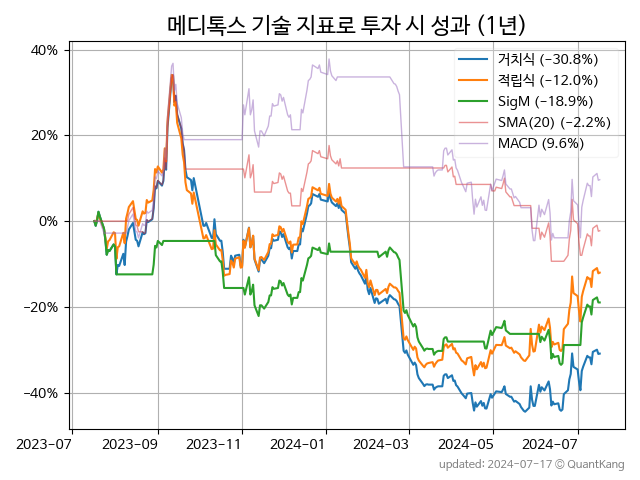 메디톡스 기술 지표로 투자 시 성과 (1년)
거치식 (−30.8%)
적립식 (−12.0%)
SigM (−18.9%)
SMA(20) (−2.2%)
MACD (9.6%)
40%
20%
0%
−20%
−40%
2023-07 2023-09 2023-11 2024-01 2024-03 2024-05 2024-07
updated: 2024-07-17 ⓒ QuantKang